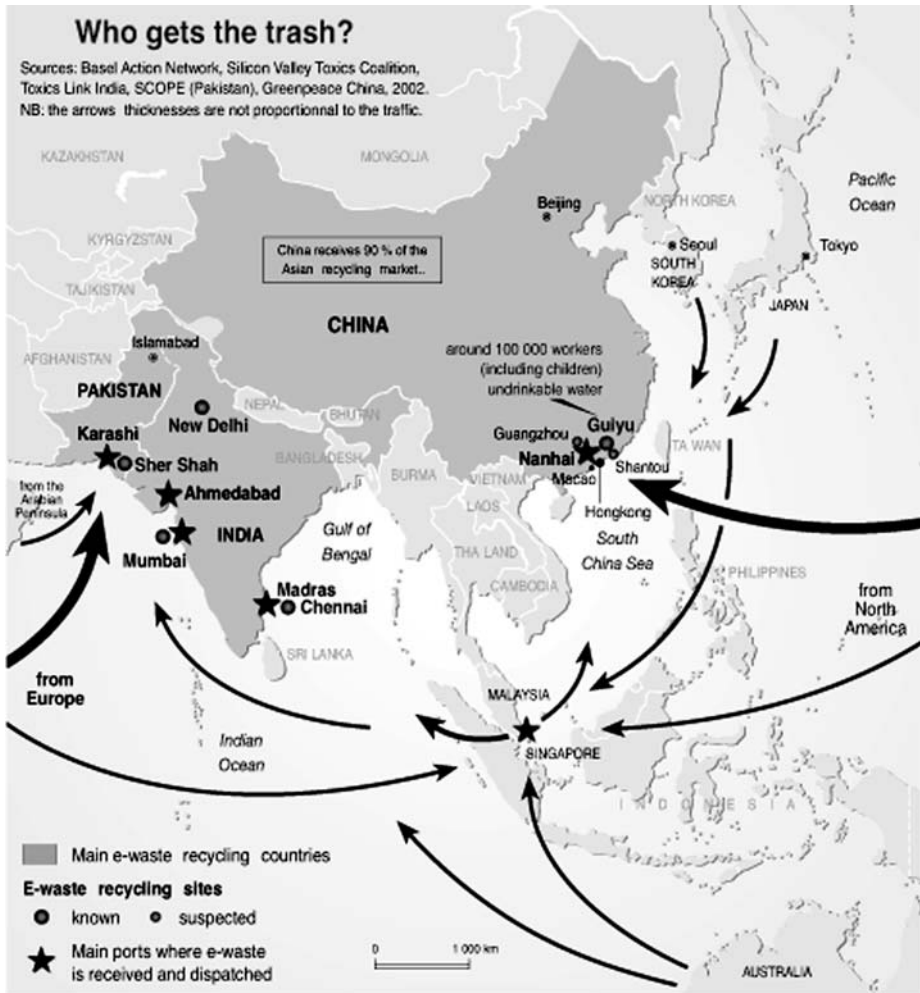 Who gets the trash?
Sources: Basel Action Network, Silicon Valley Toxics Coalition,
Toxics Link India, SCOPE (Pakistan), Greenpeace China, 2002.
NB: the arrows thicknesses are not proportionnal to the traffic.
KAZAKHSTAN
MONGOLIA
Pacific
Ocean
Beijing
NORTH KOREA
KYRGYZSTAN
China receives 90 % of the
Asian recycling market..
Seoul
SOUTH
KOREA
Tokyo
TAJIKISTAN
JAPAN
CHINA
Islamabad
AFGHANISTAN
around 100 000 workers
(including children)
undrinkable water
PAKISTAN
NEPAL
BHUTAN
New Delhi
Karashi
Guangzhou
Guiyu
TA WAN
BANGLADESH
Sher Shah
Nanhai
Shantou
BURMA
VIETNAM
Macao
from the
Arabian
Peninsula
Ahmedabad
LAOS
Hongkong
INDIA
Gulf of
Bengal
South
China Sea
Mumbai
THA LAND
PHILIPPINES
CAMBODIA
Madras
Chennai
from
North
America
SRI LANKA
from
Europe
MALAYSIA
Indian
Ocean
SINGAPORE
INDONESIA
Main e-waste recycling countries
E-waste recycling sites
known
suspected
Main ports where e-waste
is received and dispatched
0
1 000 km
AUSTRALIA